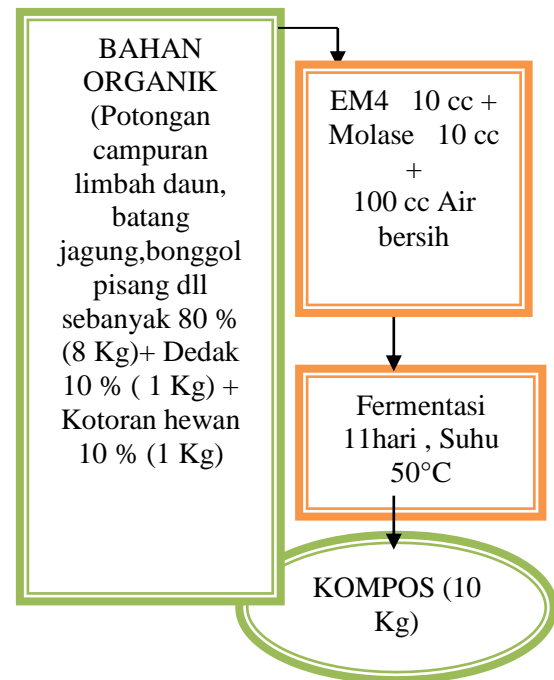 BAHAN
ORGANIK
(Potongan
campuran
limbah daun,
batang
jagung,bonggol
pisang dll
sebanyak 80 %
(8 Kg)+ Dedak
10 % ( 1 Kg) +
Kotoran hewan
10 % (1 Kg)
EM4 10 cc +
Molase 10 cc
+
100 cc Air
bersih
Fermentasi
11hari , Suhu
50°C
KOMPOS (10
Kg)